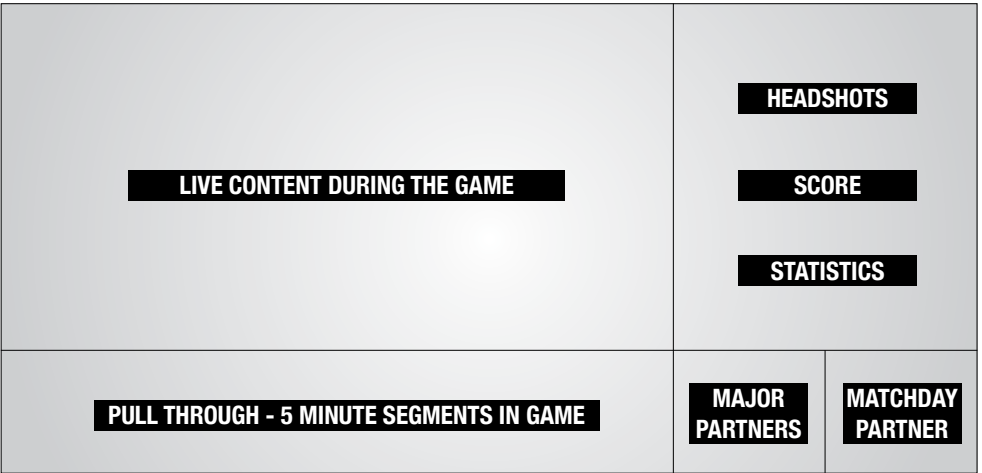 LIVE CONTENT DURING THE GAME
HEADSHOTS
SCORE
STATISTICS
PULL THROUGH - 5 MINUTE SEGMENTS IN GAME
MAJOR
PARTNERS
MATCHDAY
PARTNER